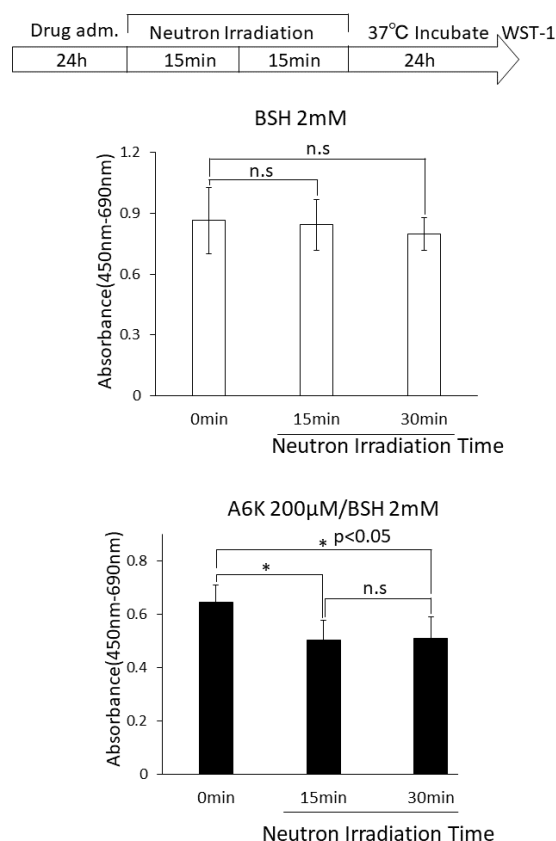 Drug adm. Neutron Irradiation 37℃ Incubate WST-1
24h 15min 15min 24h
BSH 2mM
n.s
n.s
Absorbance(450nm-690nm)
1.2
0.9
0.6
0.3
0
0min 15min 30min
Neutron Irradiation Time
A6K 200μM/BSH 2mM
* p<0.05
*
n.s
Absorbance(450nm-690nm)
0.8
0.6
0.4
0.2
0
0min 15min 30min
Neutron Irradiation Time